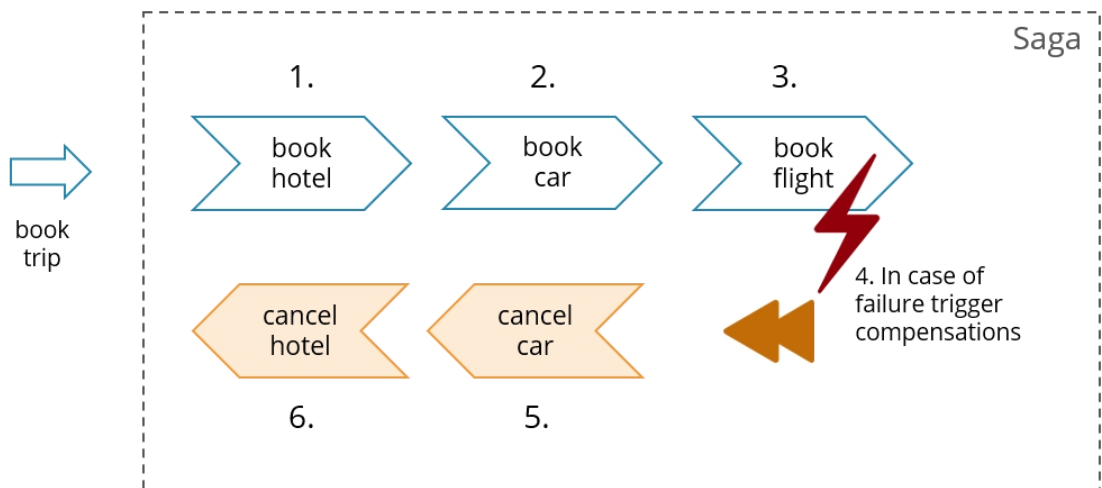 Saga
1.
2.
3.
book
hotel
book
car
book
flight
book
trip
4. In case of
failure trigger
compensations
cancel
hotel
cancel
car
6.
5.